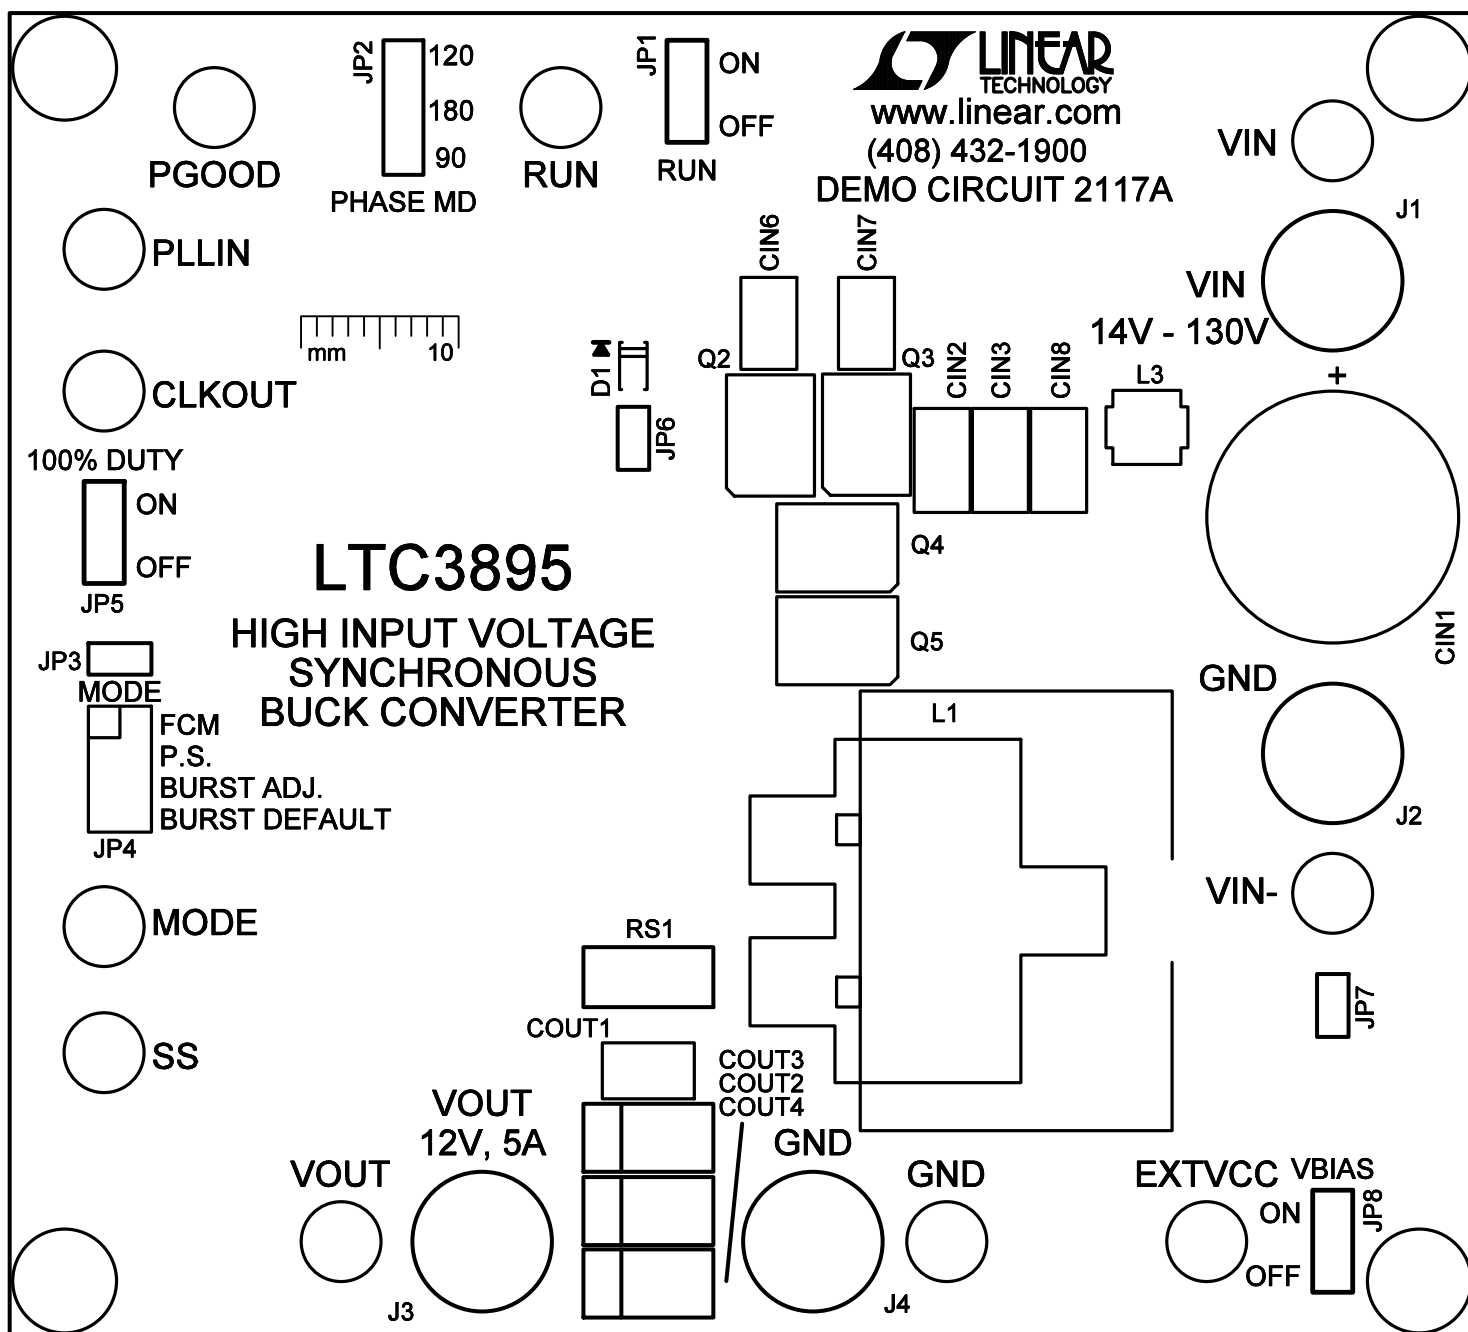 JP2
120
180
90
PHASE MD
PGOOD
RUN
JP1
ON
OFF
RUN
LINEAR
TECHNOLOGY
www.linear.com
(408) 432-1900
DEMO CIRCUIT 2117A
VIN
J1
VIN
14V - 130V
+
PLLIN
CLKOUT
mm 10
CIN6
CIN7
Q2
Q3
D1
JP6
CIN2
CIN3
CIN8
L3
CIN1
100% DUTY
ON
OFF
JP5
LTC3895
HIGH INPUT VOLTAGE
SYNCHRONOUS
BUCK CONVERTER
Q4
Q5
JP3
MODE
FCM
P.S.
BURST ADJ.
BURST DEFAULT
JP4
L1
GND
J2
VIN-
MODE
SS
RS1
JP7
COUT1
COUT3
COUT2
COUT4
VOUT
12V, 5A
VOUT
J3
GND
J4
GND
EXTVCC
VBIAS
ON
OFF
JP8